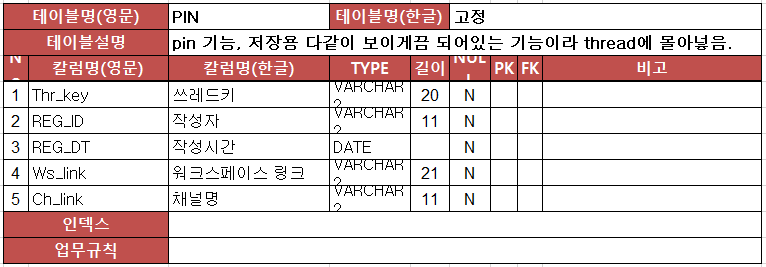 테이블명(영문) PIN 테이블명(한글) 고정
테이블설명 pin 기능, 저장용 다같이 보이게끔 되어있는 기능이라 thread에 몰아넣음.
No 칼럼명(영문) 칼럼명(한글) TYPE 길이 NULL PK FK 비고
1 Thr_key 쓰레드키 VARCHAR2 20 N
2 REG_ID 작성자 VARCHAR2 11 N
3 REG_DT 작성시간 DATE N
4 Ws_link 워크스페이스 링크 VARCHAR2 21 N
5 Ch_link 채널명 VARCHAR2 11 N
인덱스
업무규칙